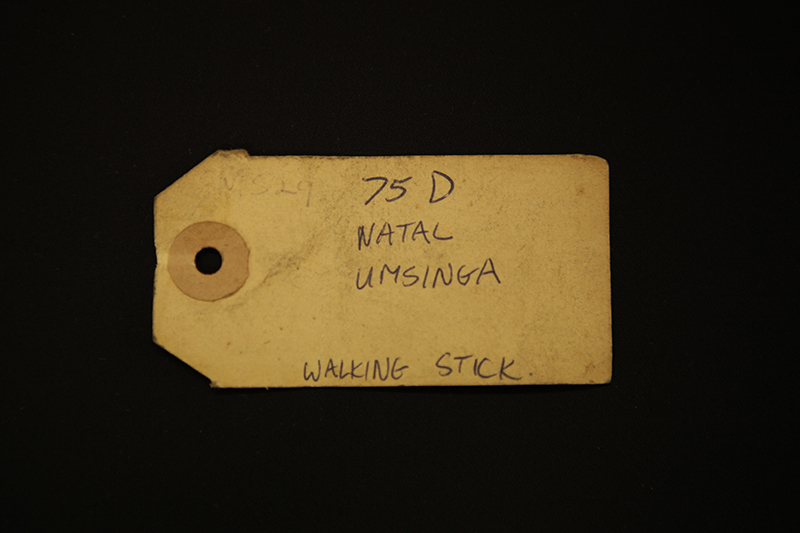 75 D
NATAL
UMSINGA
WALKING STICK.